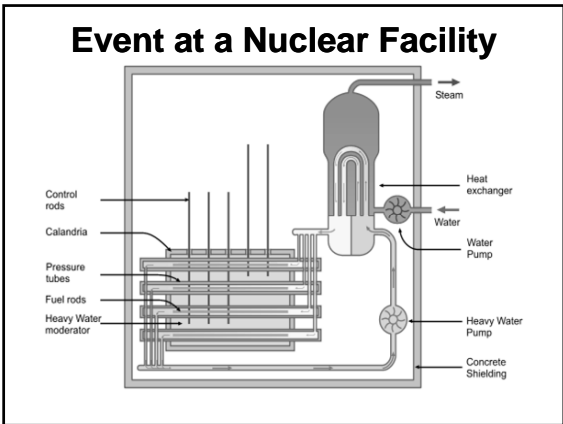 Event at a Nuclear Facility
Steam
Control
rods
Calandria
Pressure
tubes
Fuel rods
Heavy Water
moderator
Heat
exchanger
Water
Water
Pump
Heavy Water
Pump
Concrete
Shielding